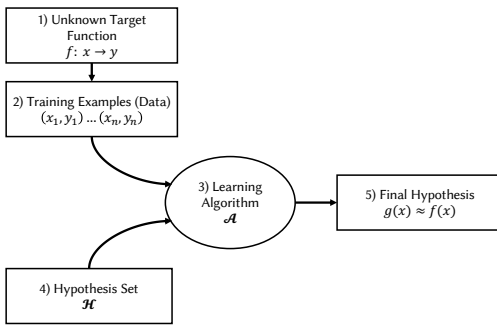 1) Unknown Target
Function
𝑓: 𝑥 → 𝑦
2) Training Examples (Data)
(𝑥₁, 𝑦₁) … (𝑥ₙ, 𝑦ₙ)
3) Learning
Algorithm
𝓐
5) Final Hypothesis
𝑔(𝑥) ≈ 𝑓(𝑥)
4) Hypothesis Set
𝓗